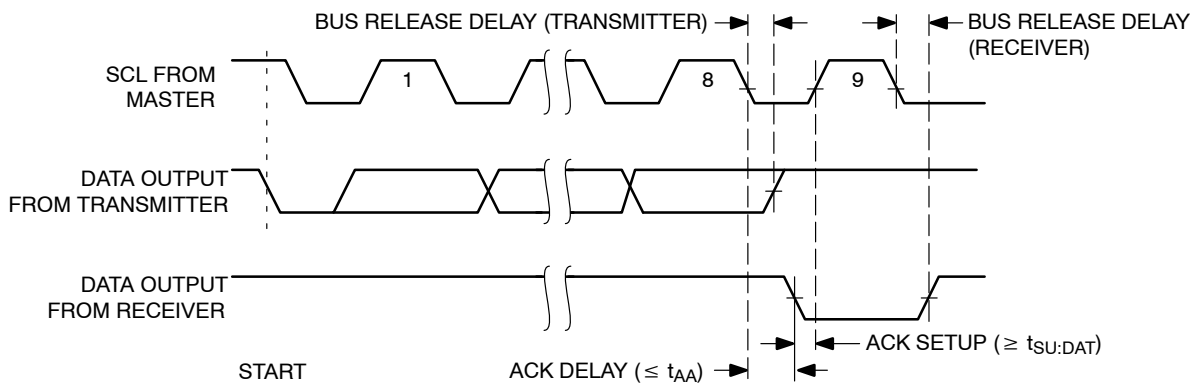 BUS RELEASE DELAY (TRANSMITTER)
BUS RELEASE DELAY
(RECEIVER)
SCL FROM
MASTER
1
8
9
DATA OUTPUT
FROM TRANSMITTER
DATA OUTPUT
FROM RECEIVER
ACK SETUP (≥ tSU:DAT)
START
ACK DELAY (≤ tAA)